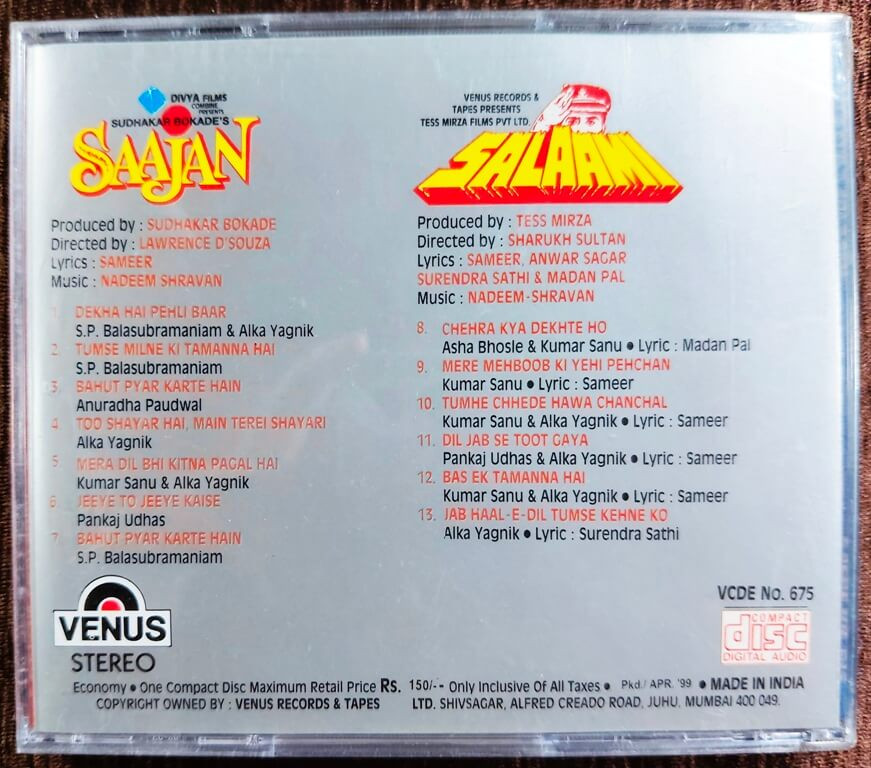 DIVYA FILMS
COMBINE
PRESENTS
SUDHAKAR BOKADE'S
SAAJAN
Produced by : SUDHAKAR BOKADE
Directed by : LAWRENCE D'SOUZA
Lyrics : SAMEER
Music : NADEEM SHRAVAN
1. DEKHA HAI PEHLI BAAR
S.P. Balasubramaniam & Alka Yagnik
2. TUMSE MILNE KI TAMANNA HAI
S.P. Balasubramaniam
3. BAHUT PYAR KARTE HAIN
Anuradha Paudwal
4. TOO SHAYAR HAI, MAIN TEREI SHAYARI
Alka Yagnik
5. MERA DIL BHI KITNA PAGAL HAI
Kumar Sanu & Alka Yagnik
6. JEEYE TO JEEYE KAISE
Pankaj Udhas
7. BAHUT PYAR KARTE HAIN
S.P. Balasubramaniam
VENUS RECORDS &
TAPES PRESENTS
TESS MIRZA FILMS PVT LTD.
SALAAMI
Produced by : TESS MIRZA
Directed by : SHARUKH SULTAN
Lyrics : SAMEER, ANWAR SAGAR
SURENDRA SATHI & MADAN PAL
Music : NADEEM-SHRAVAN
8. CHEHRA KYA DEKHTE HO
Asha Bhosle & Kumar Sanu ● Lyric : Madan Pal
9. MERE MEHBOOB KI YEHI PEHCHAN
Kumar Sanu ● Lyric : Sameer
10. TUMHE CHHEDE HAWA CHANCHAL
Kumar Sanu & Alka Yagnik ● Lyric : Sameer
11. DIL JAB SE TOOT GAYA
Pankaj Udhas & Alka Yagnik ● Lyric : Sameer
12. BAS EK TAMANNA HAI
Kumar Sanu & Alka Yagnik ● Lyric : Sameer
13. JAB HAAL-E-DIL TUMSE KEHNE KO
Alka Yagnik ● Lyric : Surendra Sathi
VENUS
STEREO
VCDE No. 675
COMPACT
disc
DIGITAL AUDIO
Economy ● One Compact Disc Maximum Retail Price Rs. 150/-- Only Inclusive Of All Taxes ● Pkd./ APR. '99 ● MADE IN INDIA
COPYRIGHT OWNED BY : VENUS RECORDS & TAPES LTD. SHIVSAGAR, ALFRED CREADO ROAD, JUHU, MUMBAI 400 049.